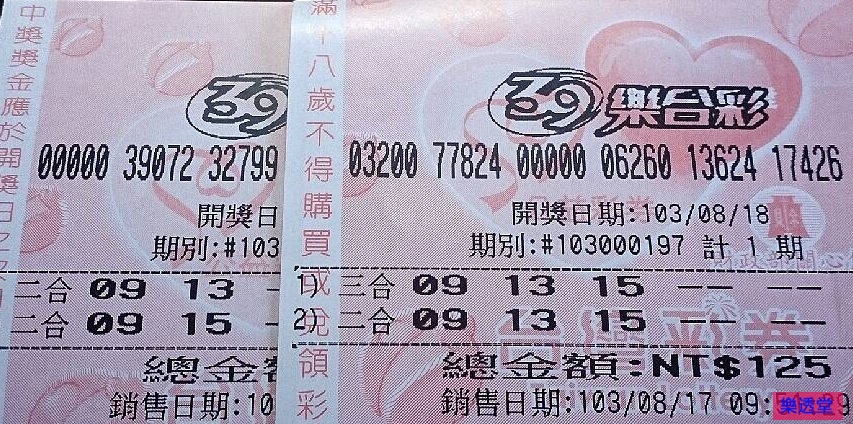 中獎獎金應於開獎日之
39
00000 39072 32799
開獎日
期別:#103
二合 09 13 --
二合 09 15 --
總金
銷售日期:10
滿十八歲不得購買或兌領彩
39 樂合彩
03200 77824 00000 06260 13624 17426
開獎日期:103/08/18
期別:#103000197 計 1 期
1) 三合 09 13 15 -- --
2) 二合 09 13 15 -- --
總金額:NT$125
銷售日期:103/08/17 09:
樂透堂